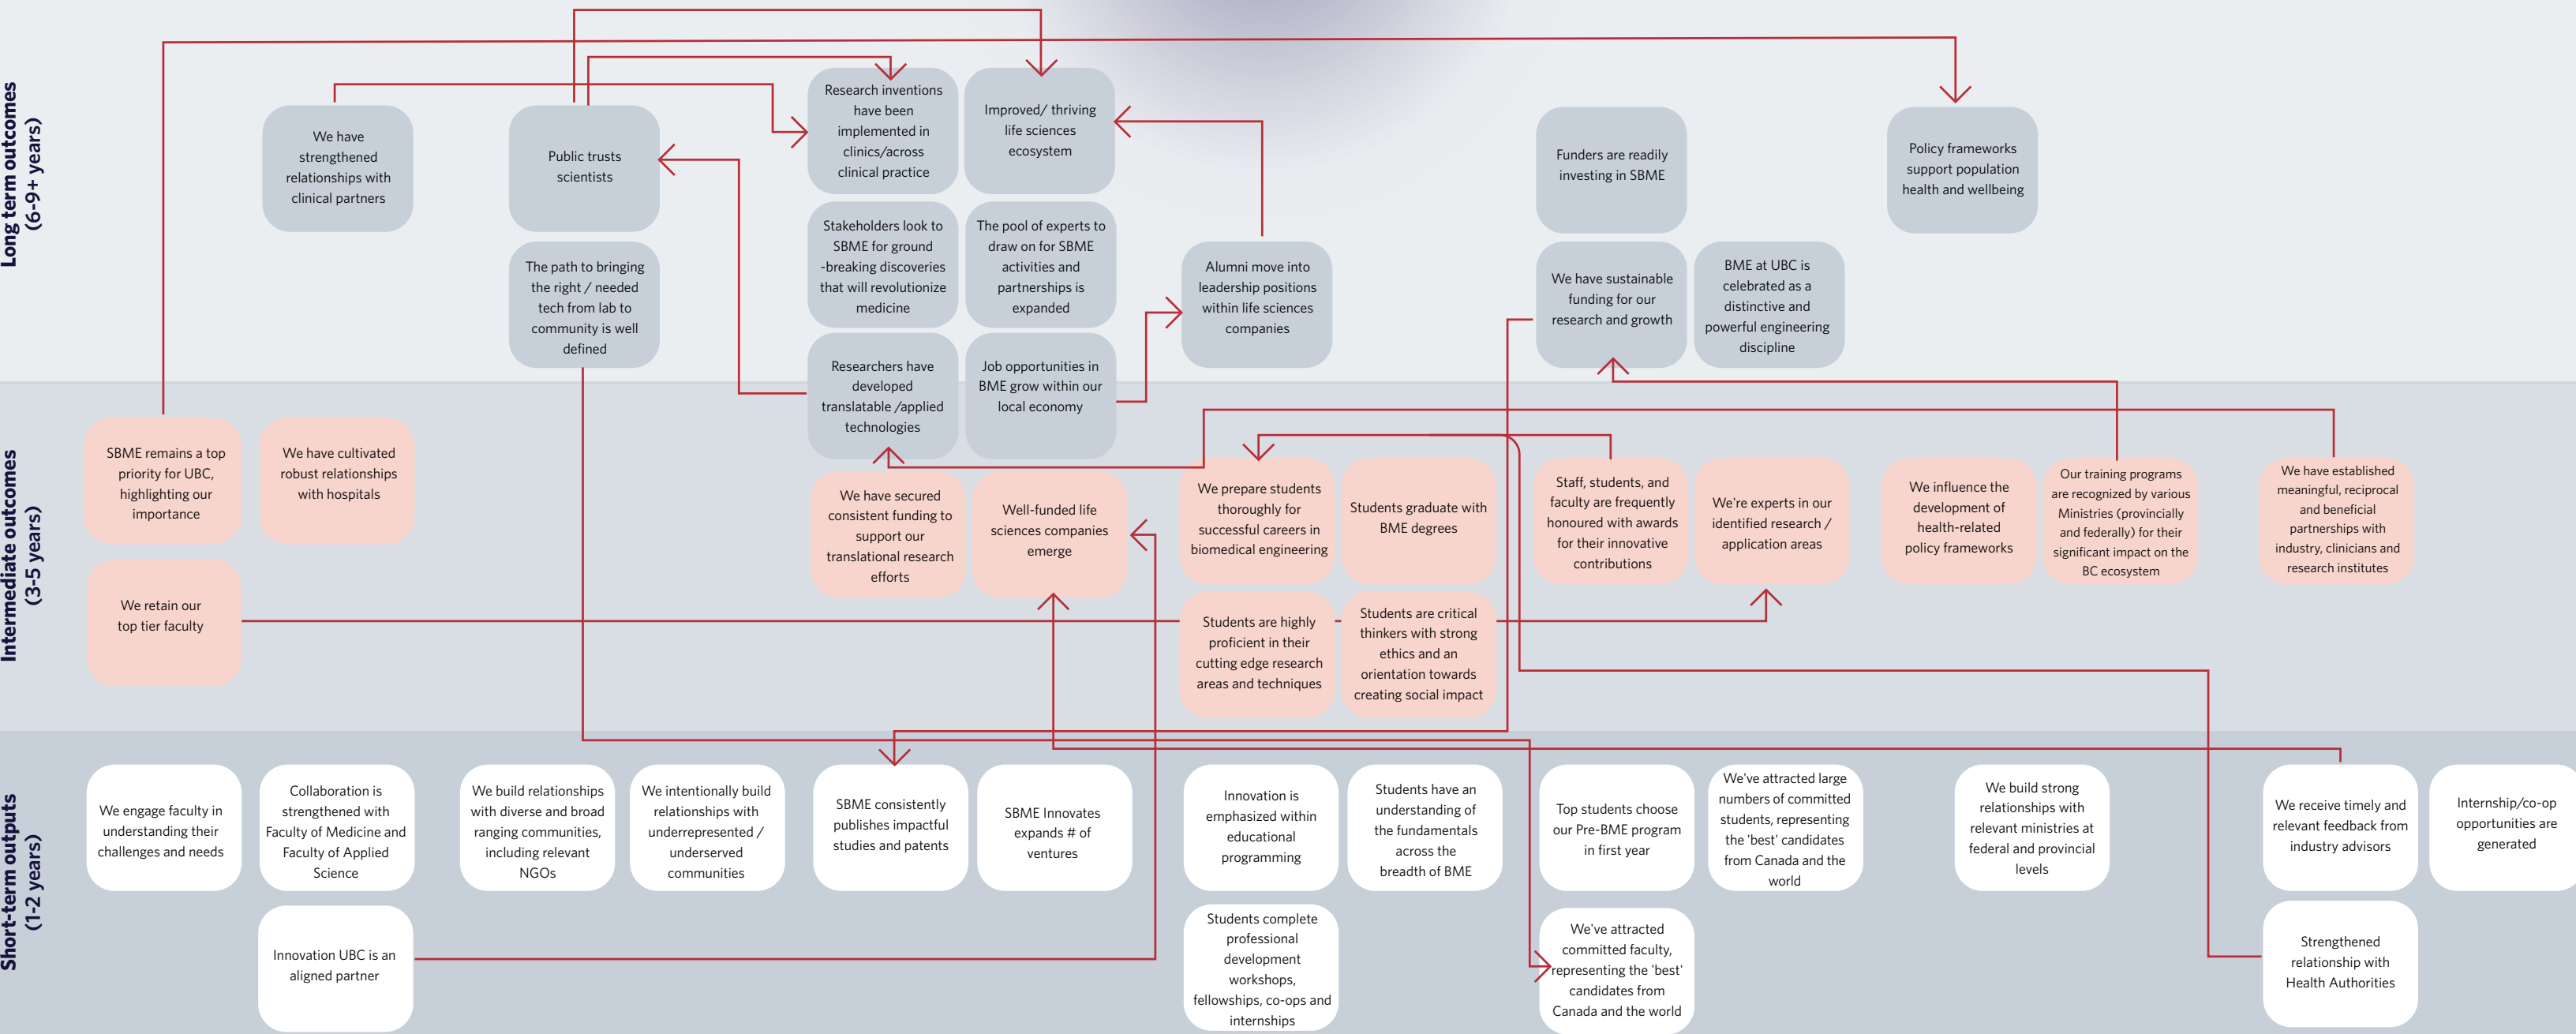 Long term outcomes
(6-9+ years)
We have
strengthened
relationships with
clinical partners
Public trusts
scientists
The path to bringing
the right / needed
tech from lab to
community is well
defined
Research inventions
have been
implemented in
clinics/across
clinical practice
Improved/ thriving
life sciences
ecosystem
Stakeholders look to
SBME for ground
-breaking discoveries
that will revolutionize
medicine
The pool of experts to
draw on for SBME
activities and
partnerships is
expanded
Researchers have
developed
translatable /applied
technologies
Job opportunities in
BME grow within our
local economy
Alumni move into
leadership positions
within life sciences
companies
Funders are readily
investing in SBME
We have sustainable
funding for our
research and growth
BME at UBC is
celebrated as a
distinctive and
powerful engineering
discipline
Policy frameworks
support population
health and wellbeing
Intermediate outcomes
(3-5 years)
SBME remains a top
priority for UBC,
highlighting our
importance
We have cultivated
robust relationships
with hospitals
We retain our
top tier faculty
We have secured
consistent funding to
support our
translational research
efforts
Well-funded life
sciences companies
emerge
We prepare students
thoroughly for
successful careers in
biomedical engineering
Students graduate with
BME degrees
Students are highly
proficient in their
cutting edge research
areas and techniques
Students are critical
thinkers with strong
ethics and an
orientation towards
creating social impact
Staff, students, and
faculty are frequently
honoured with awards
for their innovative
contributions
We're experts in our
identified research /
application areas
We influence the
development of
health-related
policy frameworks
Our training programs
are recognized by various
Ministries (provincially
and federally) for their
significant impact on the
BC ecosystem
We have established
meaningful, reciprocal
and beneficial
partnerships with
industry, clinicians and
research institutes
Short-term outputs
(1-2 years)
We engage faculty in
understanding their
challenges and needs
Collaboration is
strengthened with
Faculty of Medicine and
Faculty of Applied
Science
Innovation UBC is an
aligned partner
We build relationships
with diverse and broad
ranging communities,
including relevant
NGOs
We intentionally build
relationships with
underrepresented /
underserved
communities
SBME consistently
publishes impactful
studies and patents
SBME Innovates
expands # of
ventures
Innovation is
emphasized within
educational
programming
Students have an
understanding of
the fundamentals
across the
breadth of BME
Students complete
professional
development
workshops,
fellowships, co-ops and
internships
Top students choose
our Pre-BME program
in first year
We've attracted large
numbers of committed
students, representing
the 'best' candidates
from Canada and the
world
We've attracted
committed faculty,
representing the 'best'
candidates from
Canada and the world
We build strong
relationships with
relevant ministries at
federal and provincial
levels
We receive timely and
relevant feedback from
industry advisors
Internship/co-op
opportunities are
generated
Strengthened
relationship with
Health Authorities